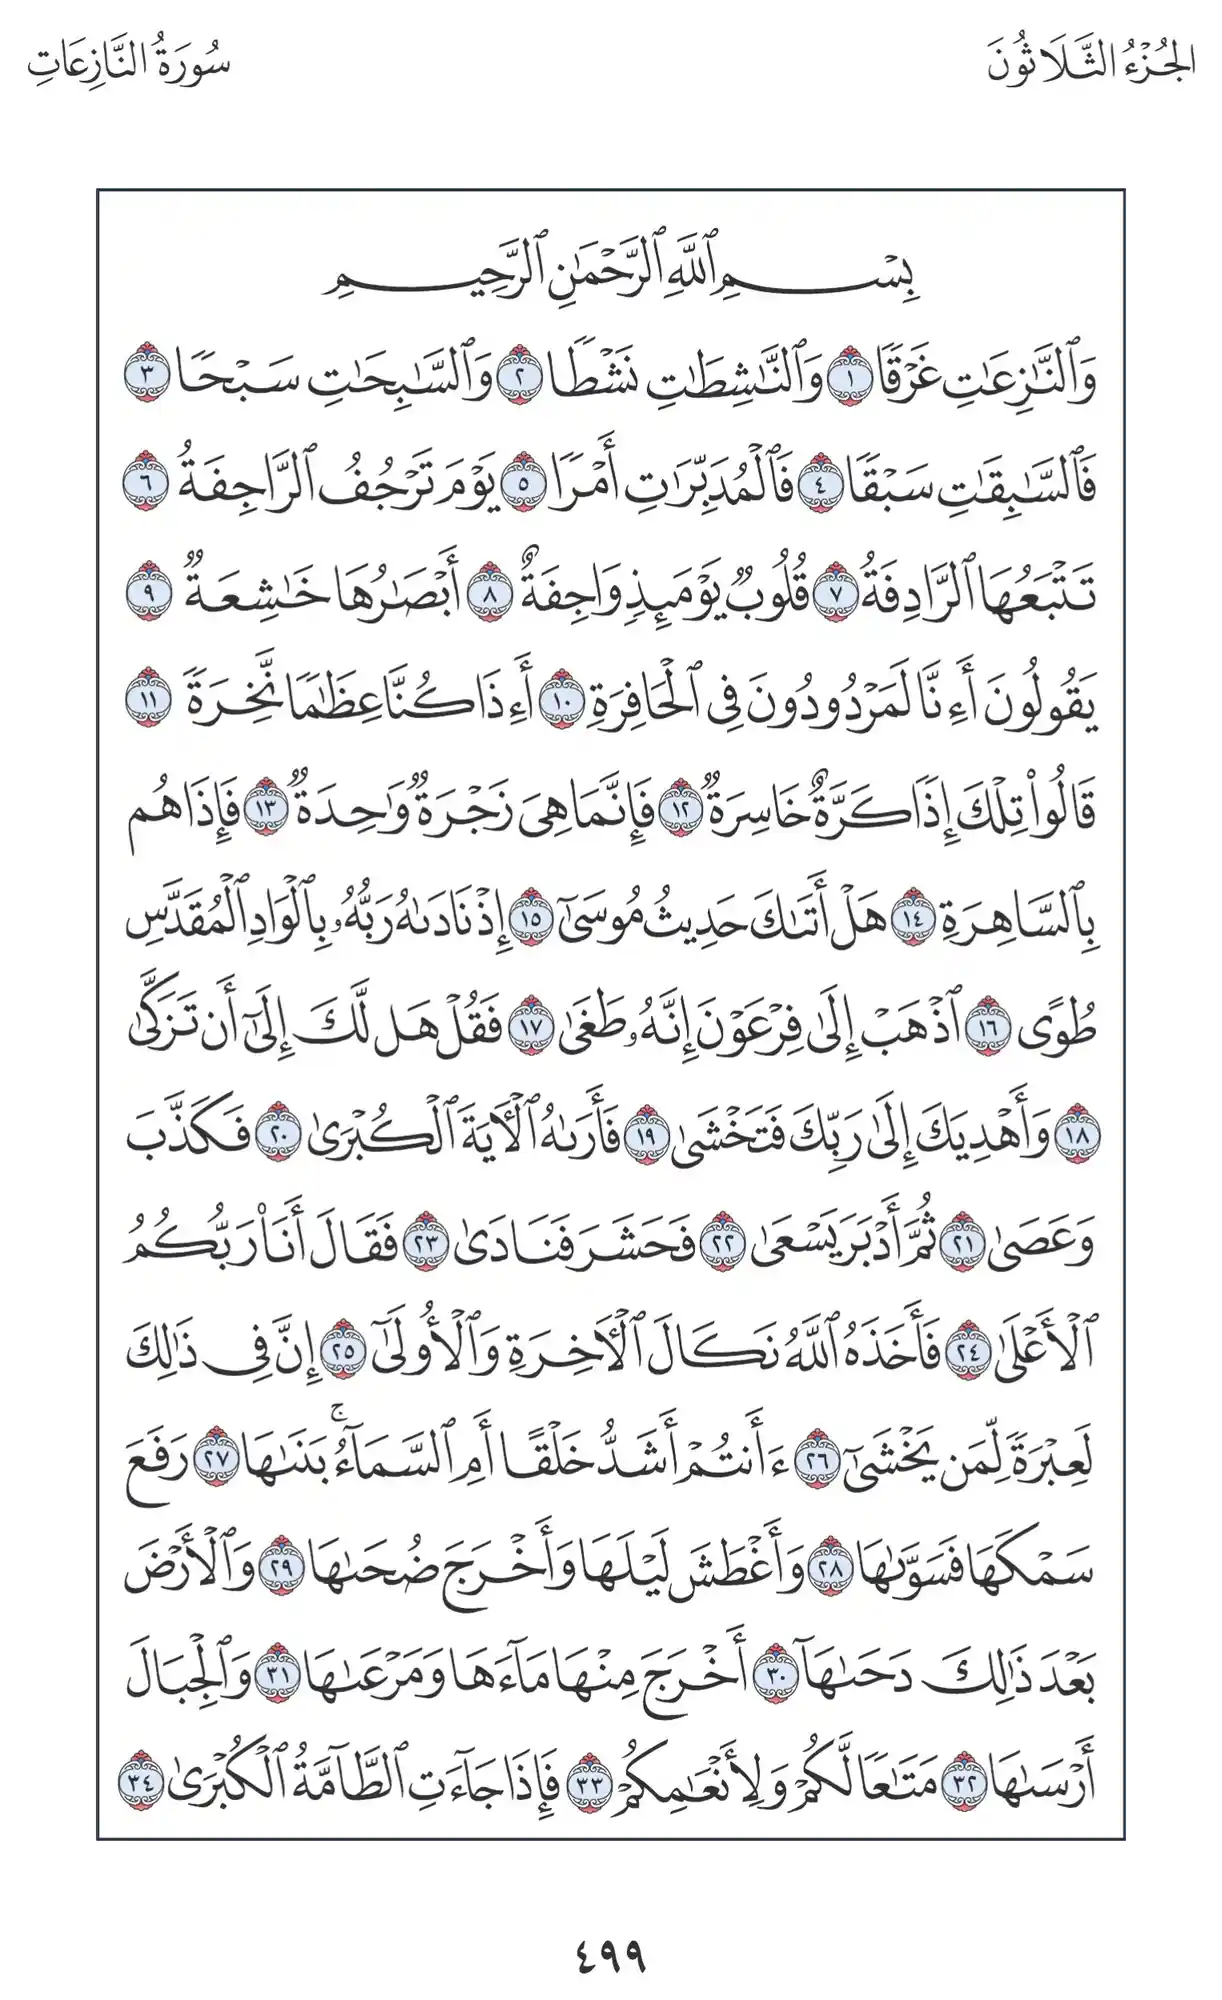 الجُزْءُ الثَّلَاثُونَ
سُورَةُ النَّازِعَاتِ
بِسْمِ ٱللَّهِ ٱلرَّحْمَٰنِ ٱلرَّحِيمِ
وَٱلنَّٰزِعَٰتِ غَرْقًا ١ وَٱلنَّٰشِطَٰتِ نَشْطًا ٢ وَٱلسَّٰبِحَٰتِ سَبْحًا ٣
فَٱلسَّٰبِقَٰتِ سَبْقًا ٤ فَٱلْمُدَبِّرَٰتِ أَمْرًا ٥ يَوْمَ تَرْجُفُ ٱلرَّاجِفَةُ ٦
تَتْبَعُهَا ٱلرَّادِفَةُ ٧ قُلُوبٌ يَوْمَئِذٍ وَاجِفَةٌ ٨ أَبْصَٰرُهَا خَٰشِعَةٌ ٩
يَقُولُونَ أَءِنَّا لَمَرْدُودُونَ فِى ٱلْحَافِرَةِ ١٠ أَءِذَا كُنَّا عِظَٰمًا نَّخِرَةً ١١
قَالُوا۟ تِلْكَ إِذًا كَرَّةٌ خَاسِرَةٌ ١٢ فَإِنَّمَا هِىَ زَجْرَةٌ وَٰحِدَةٌ ١٣ فَإِذَا هُم
بِٱلسَّاهِرَةِ ١٤ هَلْ أَتَىٰكَ حَدِيثُ مُوسَىٰٓ ١٥ إِذْ نَادَىٰهُ رَبُّهُۥ بِٱلْوَادِ ٱلْمُقَدَّسِ
طُوًى ١٦ ٱذْهَبْ إِلَىٰ فِرْعَوْنَ إِنَّهُۥ طَغَىٰ ١٧ فَقُلْ هَل لَّكَ إِلَىٰٓ أَن تَزَكَّىٰ
١٨ وَأَهْدِيَكَ إِلَىٰ رَبِّكَ فَتَخْشَىٰ ١٩ فَأَرَىٰهُ ٱلْءَايَةَ ٱلْكُبْرَىٰ ٢٠ فَكَذَّبَ
وَعَصَىٰ ٢١ ثُمَّ أَدْبَرَ يَسْعَىٰ ٢٢ فَحَشَرَ فَنَادَىٰ ٢٣ فَقَالَ أَنَا۠ رَبُّكُمُ
ٱلْأَعْلَىٰ ٢٤ فَأَخَذَهُ ٱللَّهُ نَكَالَ ٱلْءَاخِرَةِ وَٱلْأُولَىٰٓ ٢٥ إِنَّ فِى ذَٰلِكَ
لَعِبْرَةً لِّمَن يَخْشَىٰٓ ٢٦ ءَأَنتُمْ أَشَدُّ خَلْقًا أَمِ ٱلسَّمَآءُ ۚ بَنَىٰهَا ٢٧ رَفَعَ
سَمْكَهَا فَسَوَّىٰهَا ٢٨ وَأَغْطَشَ لَيْلَهَا وَأَخْرَجَ ضُحَىٰهَا ٢٩ وَٱلْأَرْضَ
بَعْدَ ذَٰلِكَ دَحَىٰهَآ ٣٠ أَخْرَجَ مِنْهَا مَآءَهَا وَمَرْعَىٰهَا ٣١ وَٱلْجِبَالَ
أَرْسَىٰهَا ٣٢ مَتَٰعًا لَّكُمْ وَلِأَنْعَٰمِكُمْ ٣٣ فَإِذَا جَآءَتِ ٱلطَّآمَّةُ ٱلْكُبْرَىٰ ٣٤
٤٩٩